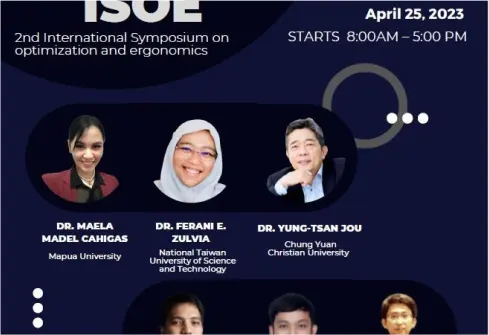 ISOE
2nd International Symposium on
optimization and ergonomics
April 25, 2023
STARTS 8:00AM – 5:00 PM
DR. MAELA
MADEL CAHIGAS
Mapua University
DR. FERANI E.
ZULVIA
National Taiwan
University of Science
and Technology
DR. YUNG-TSAN JOU
Chung Yuan
Christian University